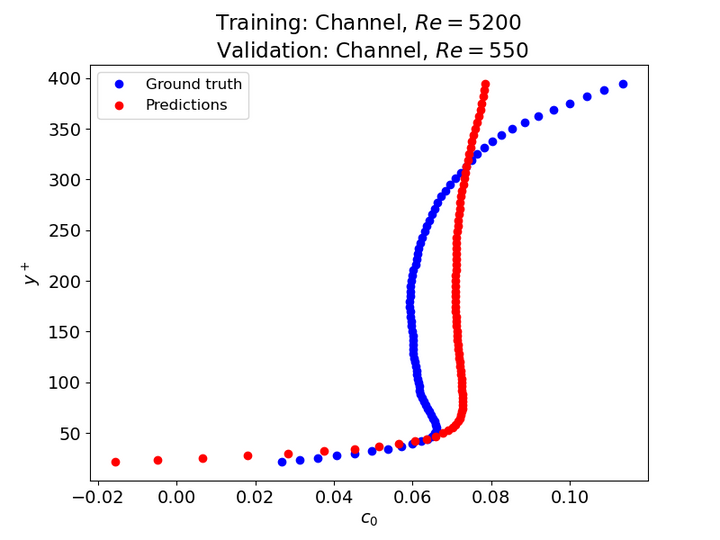 Training: Channel, Re = 5200
Validation: Channel, Re = 550
Ground truth
Predictions
y⁺
400
350
300
250
200
150
100
50
−0.02 0.00 0.02 0.04 0.06 0.08 0.10
c₀